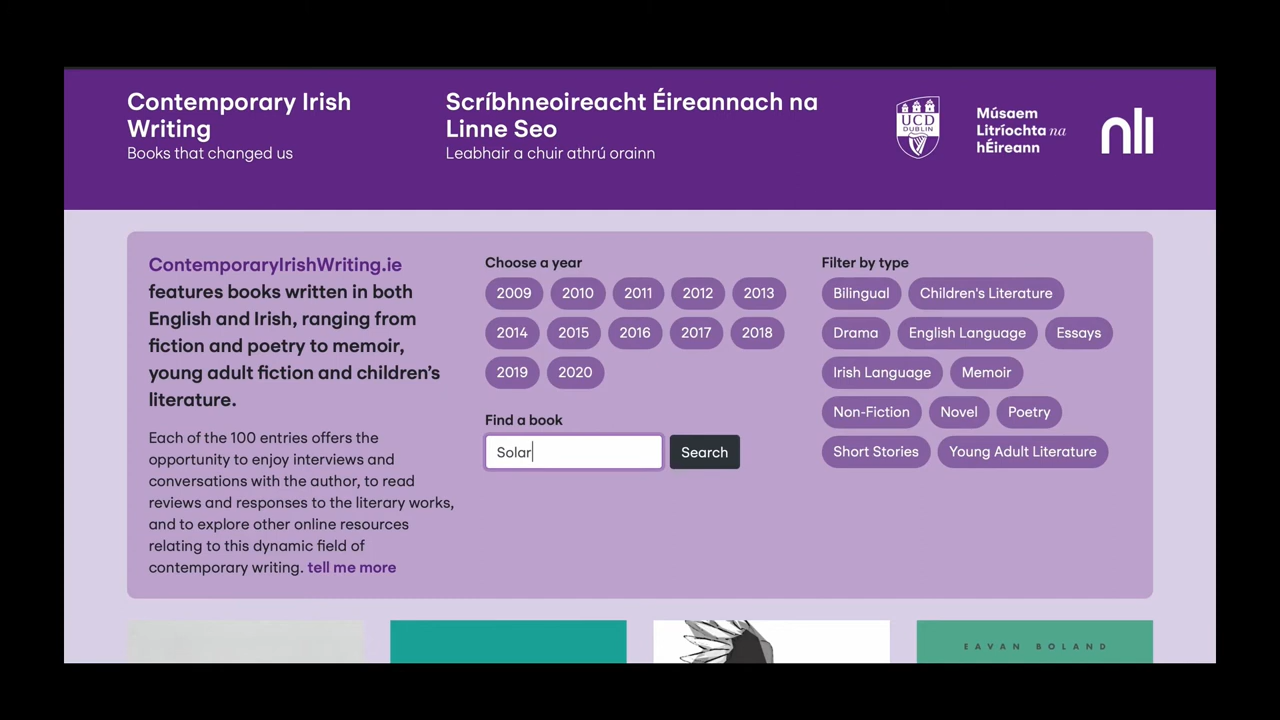 Contemporary Irish
Writing
Books that changed us
Scríbhneoireacht Éireannach na
Linne Seo
Leabhair a chuir athrú orainn
UCD
DUBLIN
Músaem
Litríochta na
hÉireann
nli
ContemporaryIrishWriting.ie
features books written in both
English and Irish, ranging from
fiction and poetry to memoir,
young adult fiction and children’s
literature.
Each of the 100 entries offers the
opportunity to enjoy interviews and
conversations with the author, to read
reviews and responses to the literary works,
and to explore other online resources
relating to this dynamic field of
contemporary writing. tell me more
Choose a year
2009 2010 2011 2012 2013
2014 2015 2016 2017 2018
2019 2020
Find a book
Solar Search
Filter by type
Bilingual Children's Literature
Drama English Language Essays
Irish Language Memoir
Non-Fiction Novel Poetry
Short Stories Young Adult Literature
EAVAN BOLAND